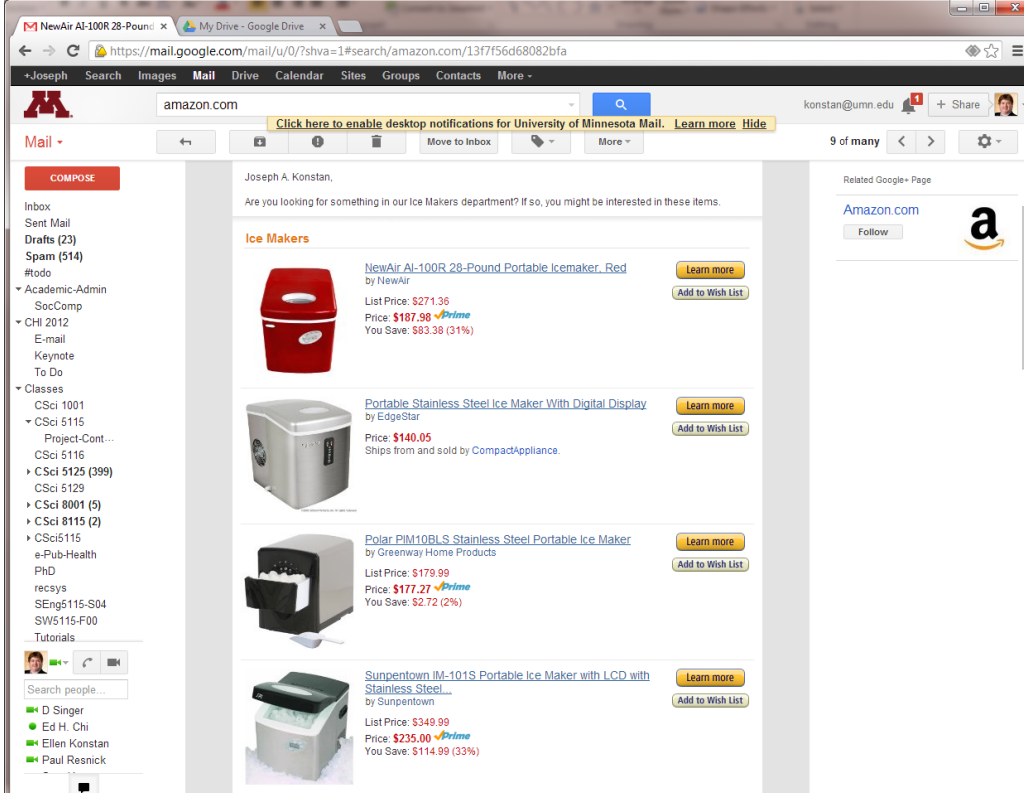 NewAir AI-100R 28-Pound
My Drive - Google Drive
https://mail.google.com/mail/u/0/?shva=1#search/amazon.com/13f7f56d68082bfa
+Joseph Search Images Mail Drive Calendar Sites Groups Contacts More
M
amazon.com
konstan@umn.edu 1 + Share
Click here to enable desktop notifications for University of Minnesota Mail. Learn more Hide
Mail
Move to Inbox
More
9 of many
COMPOSE
Inbox
Sent Mail
Drafts (23)
Spam (514)
#todo
Academic-Admin
SocComp
CHI 2012
E-mail
Keynote
To Do
Classes
CSci 1001
CSci 5115
Project-Cont...
CSci 5116
CSci 5125 (399)
CSci 5129
CSci 8001 (5)
CSci 8115 (2)
CSci5115
e-Pub-Health
PhD
recsys
SEng5115-S04
SW5115-F00
Tutorials
Search people...
D Singer
Ed H. Chi
Ellen Konstan
Paul Resnick
Joseph A. Konstan,
Are you looking for something in our Ice Makers department? If so, you might be interested in these items.
Ice Makers
NewAir AI-100R 28-Pound Portable Icemaker, Red
by NewAir
List Price: $271.36
Price: $187.98 Prime
You Save: $83.38 (31%)
Learn more
Add to Wish List
Portable Stainless Steel Ice Maker With Digital Display
by EdgeStar
Price: $140.05
Ships from and sold by CompactAppliance.
Learn more
Add to Wish List
Polar PIM10BLS Stainless Steel Portable Ice Maker
by Greenway Home Products
List Price: $179.99
Price: $177.27 Prime
You Save: $2.72 (2%)
Learn more
Add to Wish List
Sunpentown IM-101S Portable Ice Maker with LCD with
Stainless Steel...
by Sunpentown
List Price: $349.99
Price: $235.00 Prime
You Save: $114.99 (33%)
Learn more
Add to Wish List
Related Google+ Page
Amazon.com
Follow
a